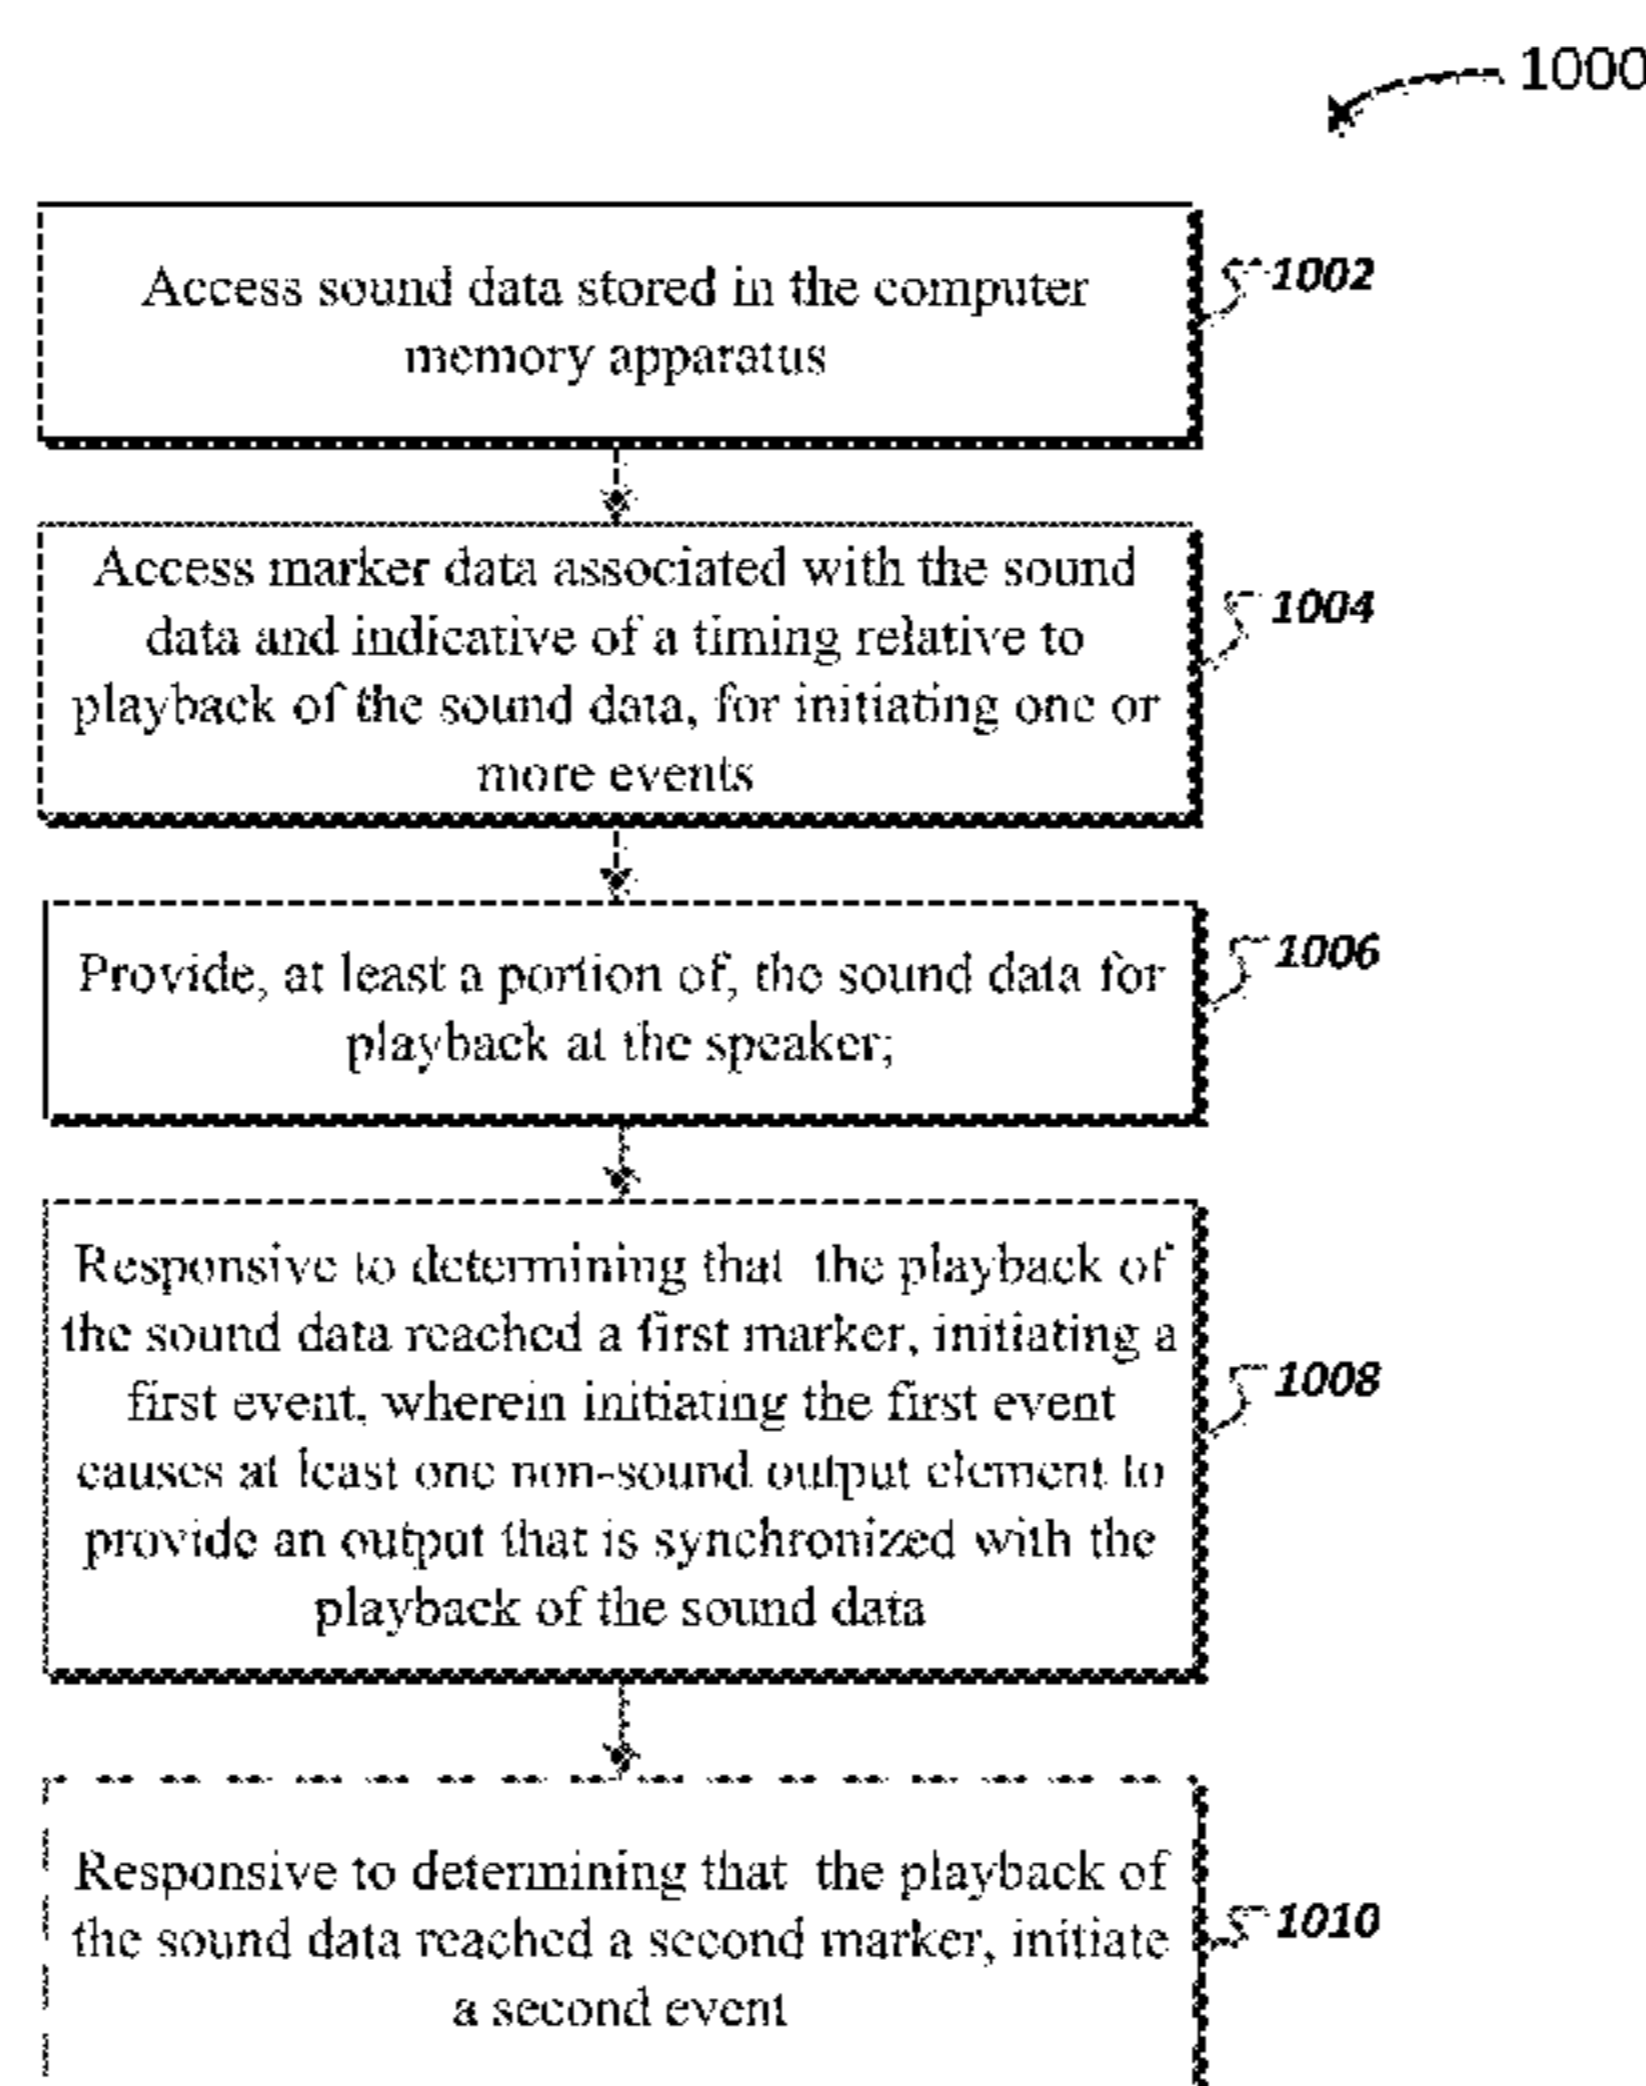 1000
Access sound data stored in the computer
memory apparatus
1002
Access marker data associated with the sound
data and indicative of a timing relative to
playback of the sound data, for initiating one or
more events
1004
Provide, at least a portion of, the sound data for
playback at the speaker;
1006
Responsive to determining that the playback of
the sound data reached a first marker, initiating a
first event, wherein initiating the first event
causes at least one non-sound output element to
provide an output that is synchronized with the
playback of the sound data
1008
Responsive to determining that the playback of
the sound data reached a second marker, initiate
a second event
1010